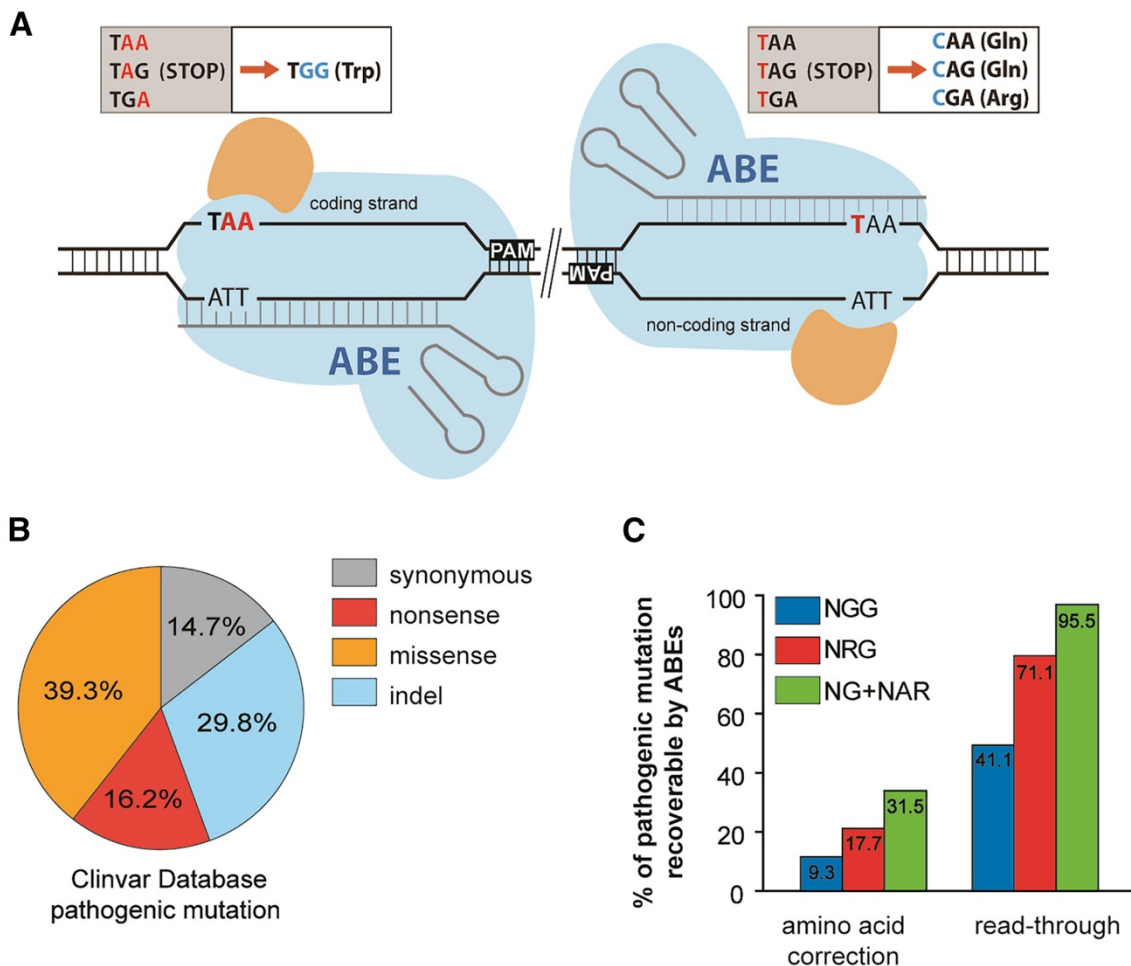 A
TAA
TAG (STOP)
TGA
TGG (Trp)
TAA
TAG (STOP)
TGA
CAA (Gln)
CAG (Gln)
CGA (Arg)
ABE
coding strand
TAA
PAM
ATT
ABE
TAA
PAM
ATT
non-coding strand
B
14.7%
39.3%
29.8%
16.2%
synonymous
nonsense
missense
indel
Clinvar Database
pathogenic mutation
C
% of pathogenic mutation
recoverable by ABEs
100
80
60
40
20
0
NGG
NRG
NG+NAR
9.3
17.7
31.5
41.1
71.1
95.5
amino acid
correction
read-through